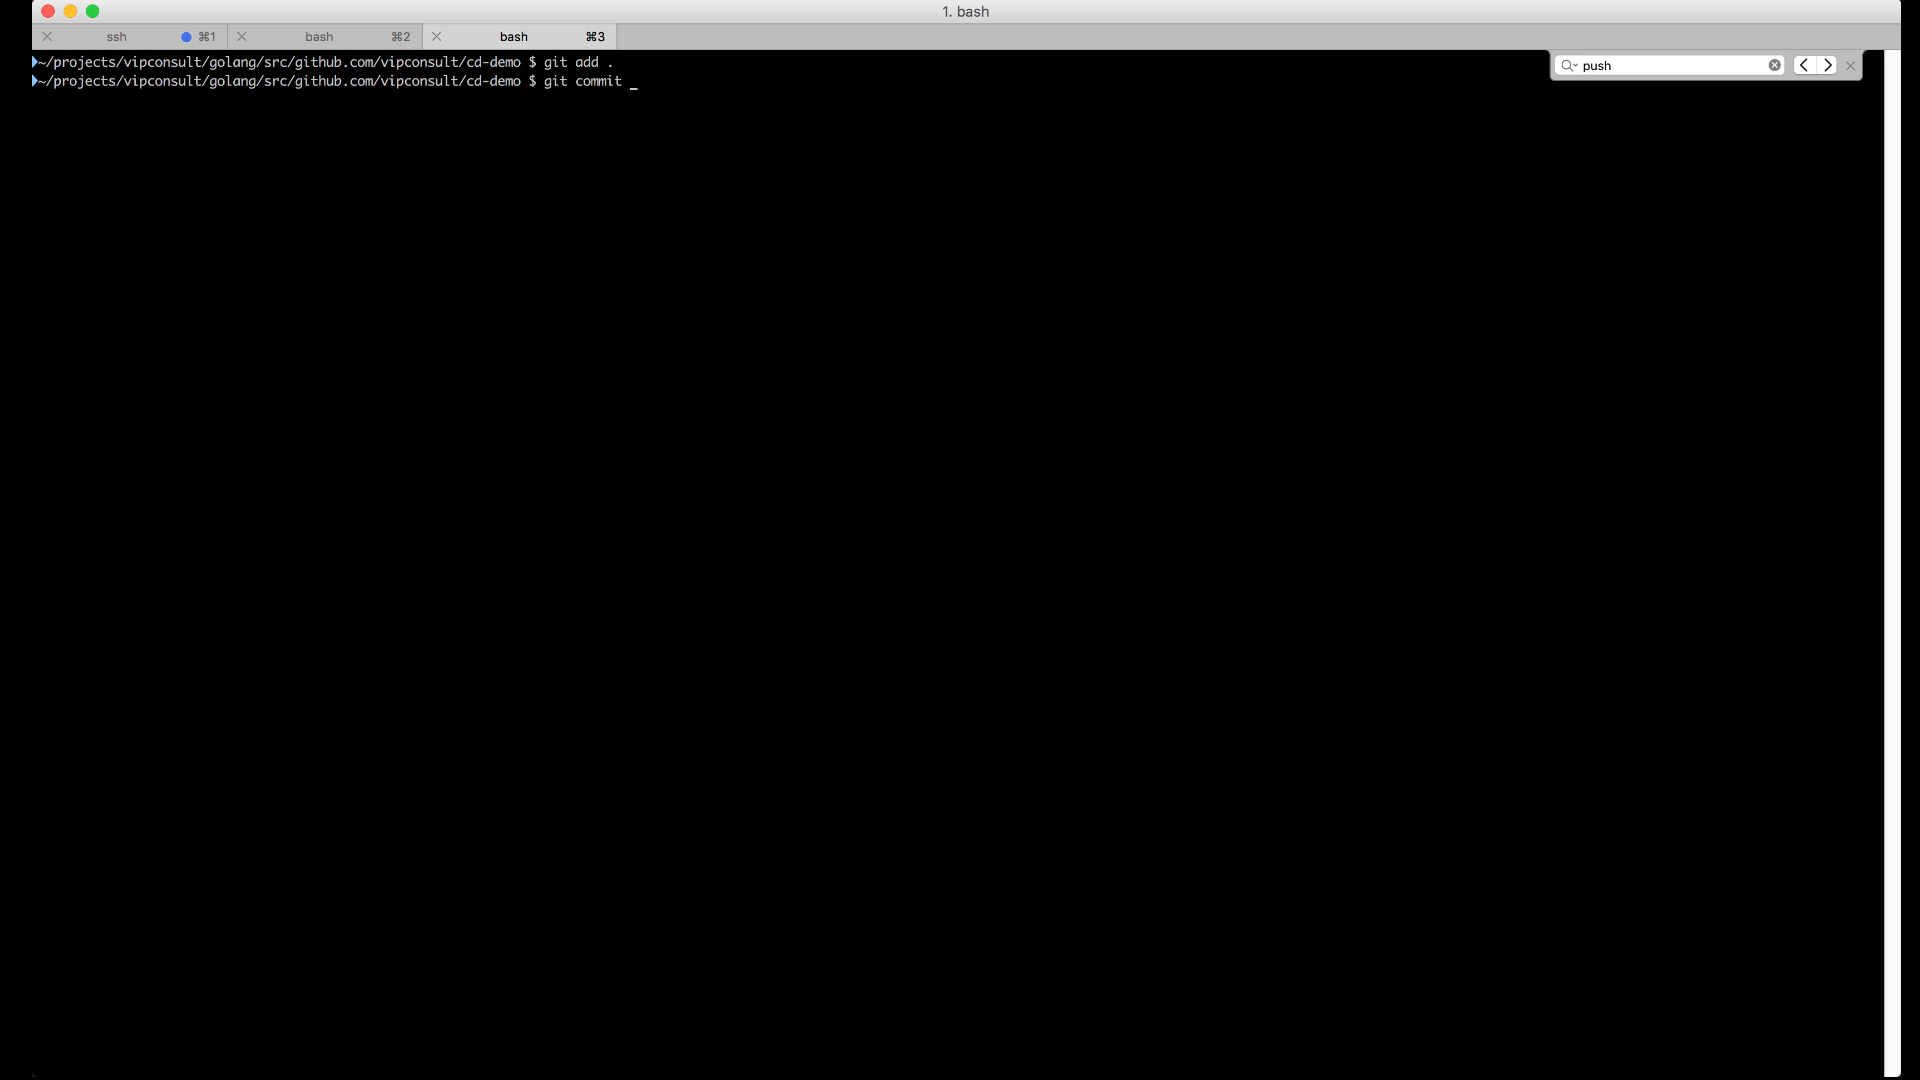 1. bash
ssh ⌘1 bash ⌘2 bash ⌘3
~/projects/vipconsult/golang/src/github.com/vipconsult/cd-demo $ git add .
push
~/projects/vipconsult/golang/src/github.com/vipconsult/cd-demo $ git commit _